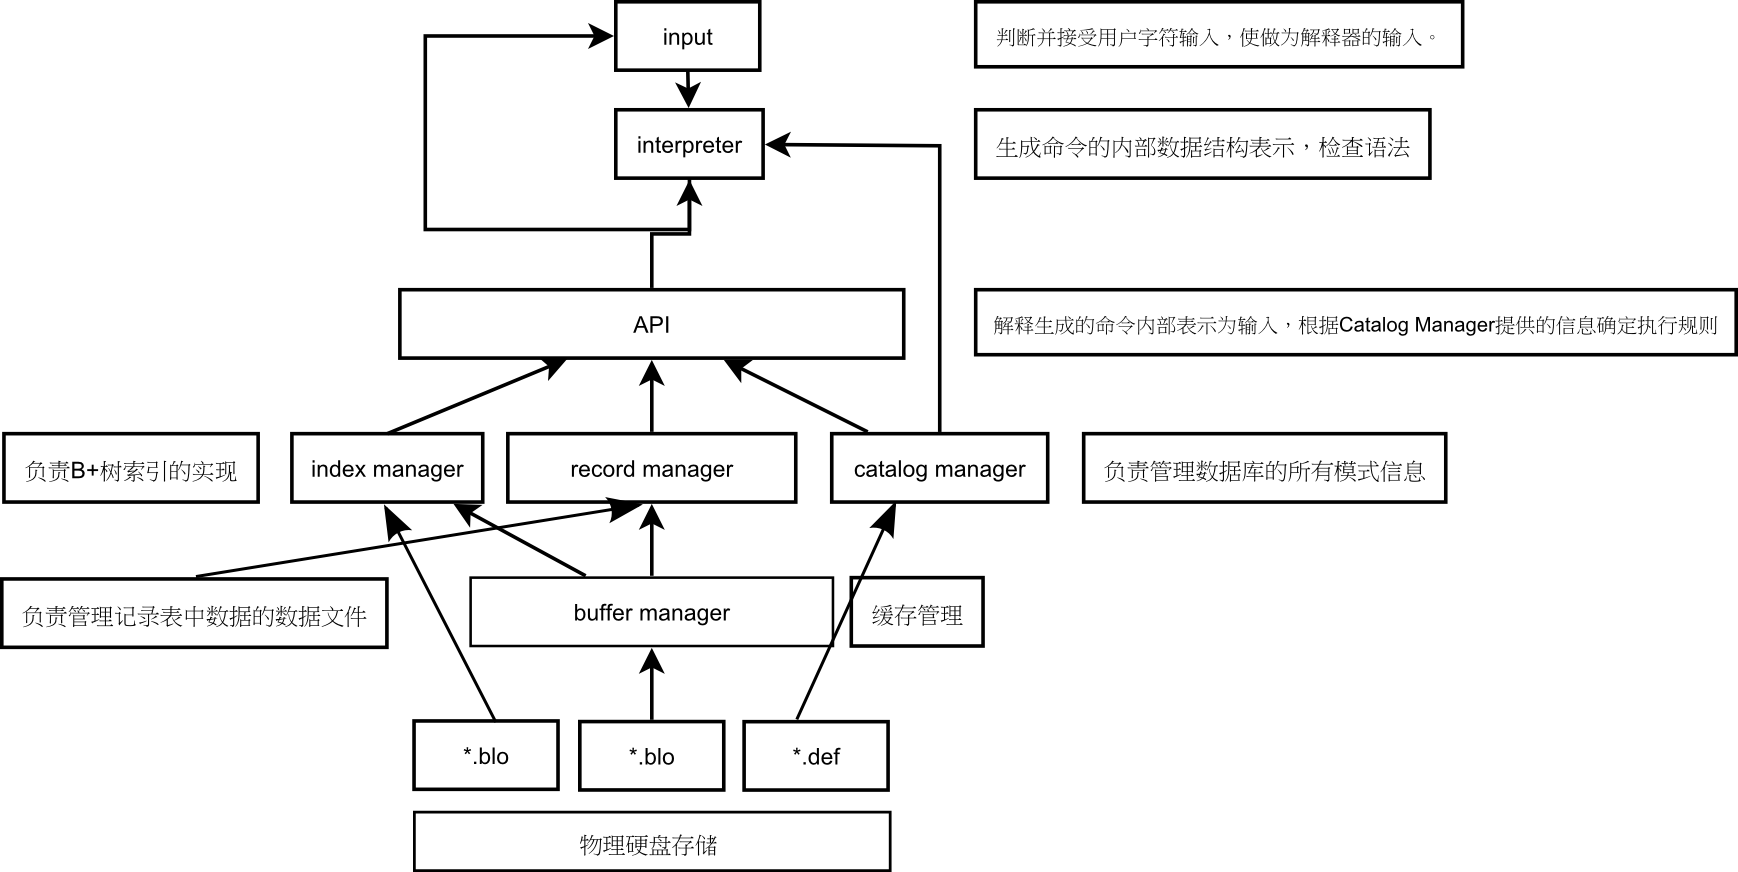 input
判断并接受用户字符输入，使做为解释器的输入。
interpreter
生成命令的内部数据结构表示，检查语法
API
解释生成的命令内部表示为输入，根据Catalog Manager提供的信息确定执行规则
负责B+树索引的实现
index manager
record manager
catalog manager
负责管理数据库的所有模式信息
负责管理记录表中数据的数据文件
buffer manager
缓存管理
*.blo
*.blo
*.def
物理硬盘存储